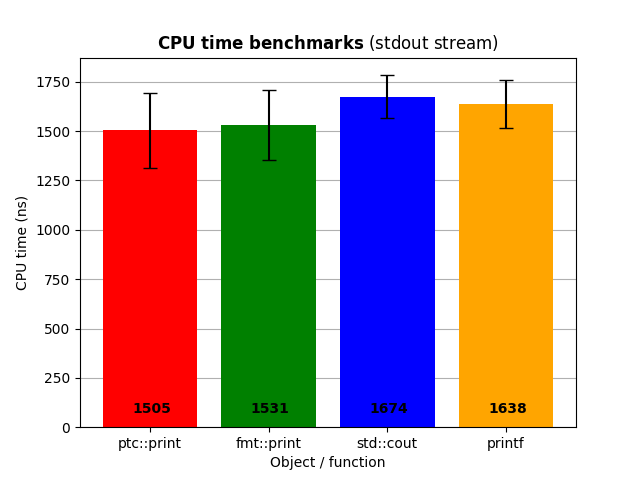 CPU time benchmarks (stdout stream)
CPU time (ns)
1750
1500
1250
1000
750
500
250
0
1505
1531
1674
1638
ptc::print
fmt::print
std::cout
printf
Object / function